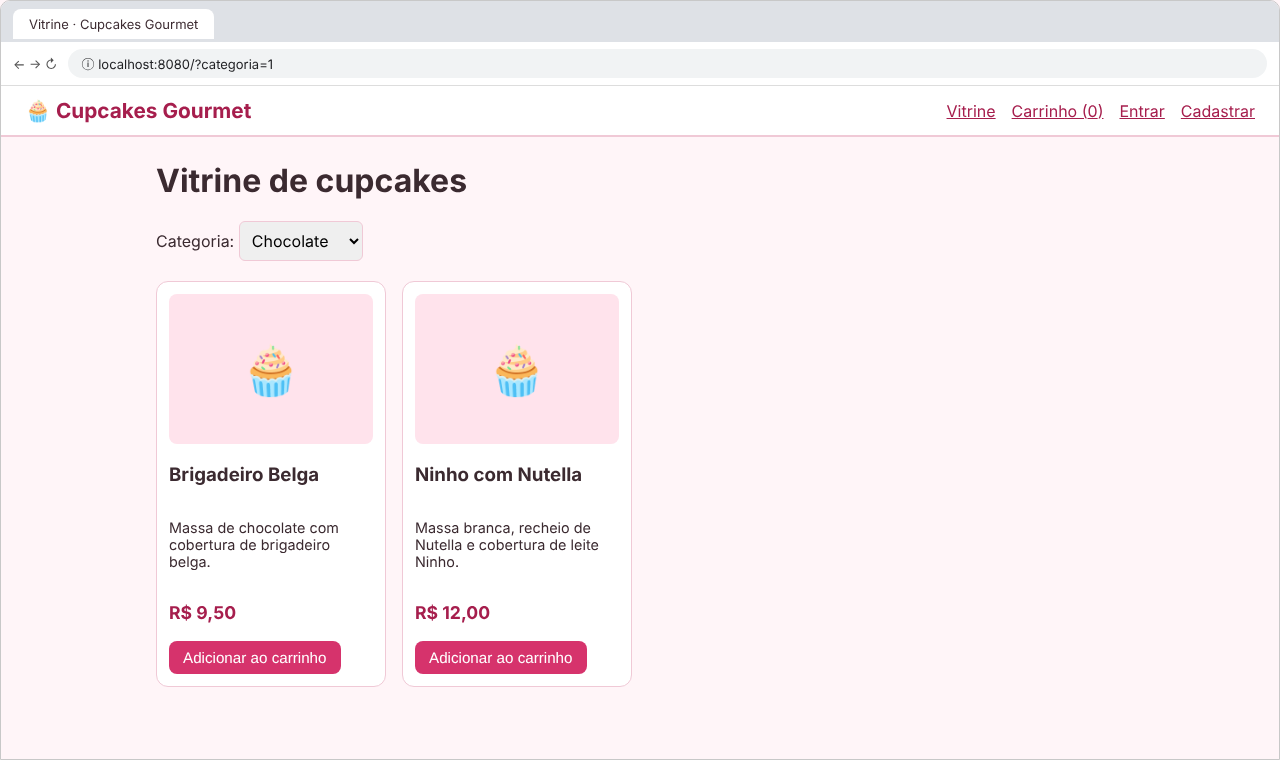 Vitrine · Cupcakes Gourmet
localhost:8080/?categoria=1
Cupcakes Gourmet
Vitrine
Carrinho (0)
Entrar
Cadastrar
Vitrine de cupcakes
Categoria: Chocolate
Brigadeiro Belga
Massa de chocolate com
cobertura de brigadeiro
belga.
R$ 9,50
Adicionar ao carrinho
Ninho com Nutella
Massa branca, recheio de
Nutella e cobertura de leite
Ninho.
R$ 12,00
Adicionar ao carrinho